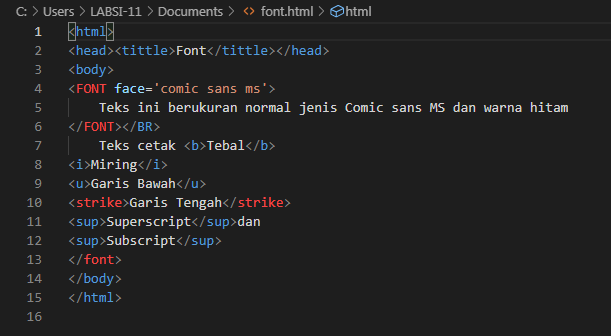 C: > Users > LABSI-11 > Documents > font.html > html
1 <html>
2 <head><tittle>Font</tittle></head>
3 <body>
4 <FONT face='comic sans ms'>
5     Teks ini berukuran normal jenis Comic sans MS dan warna hitam
6 </FONT></BR>
7     Teks cetak <b>Tebal</b>
8 <i>Miring</i>
9 <u>Garis Bawah</u>
10 <strike>Garis Tengah</strike>
11 <sup>Superscript</sup>dan
12 <sup>Subscript</sup>
13 </font>
14 </body>
15 </html>
16